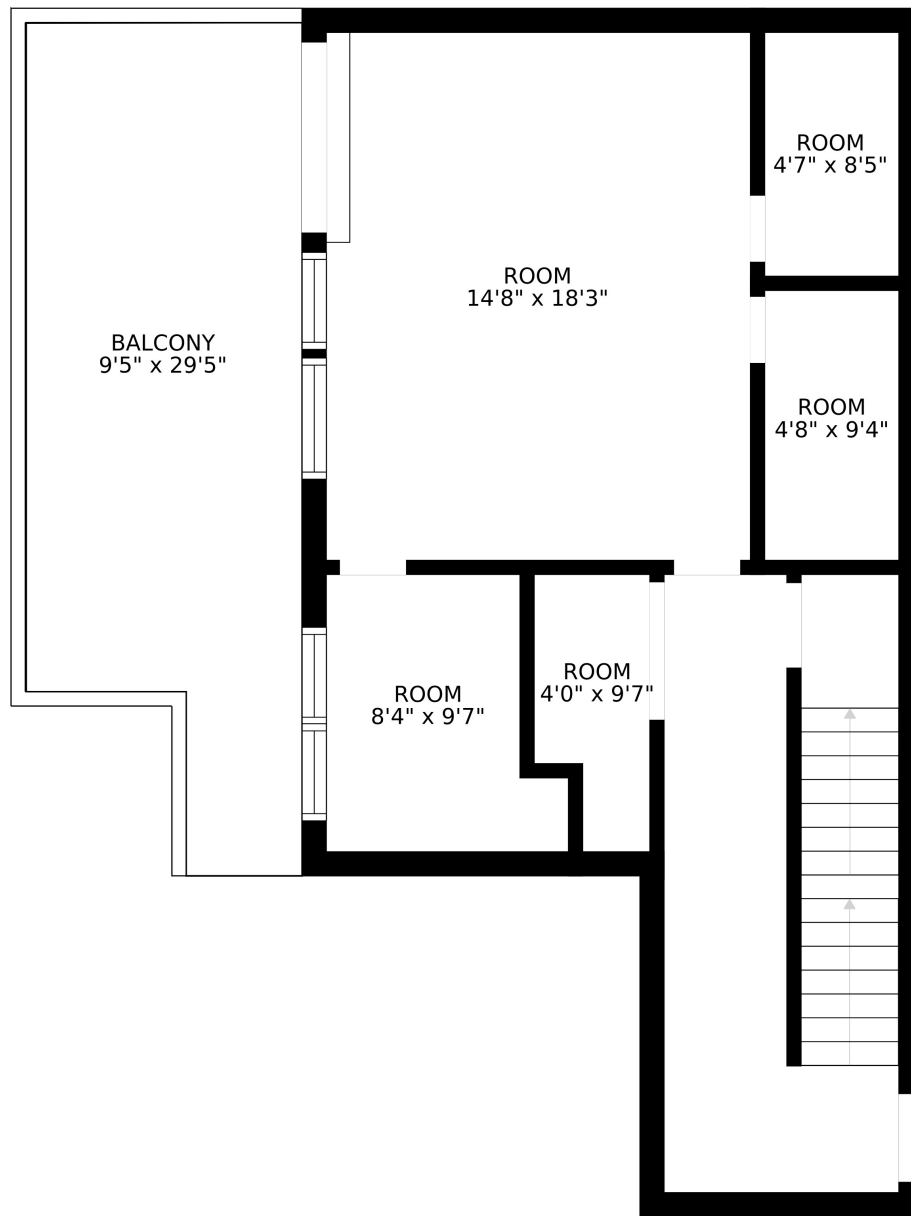 ROOM
4'7" x 8'5"
ROOM
14'8" x 18'3"
BALCONY
9'5" x 29'5"
ROOM
4'8" x 9'4"
ROOM
4'0" x 9'7"
ROOM
8'4" x 9'7"